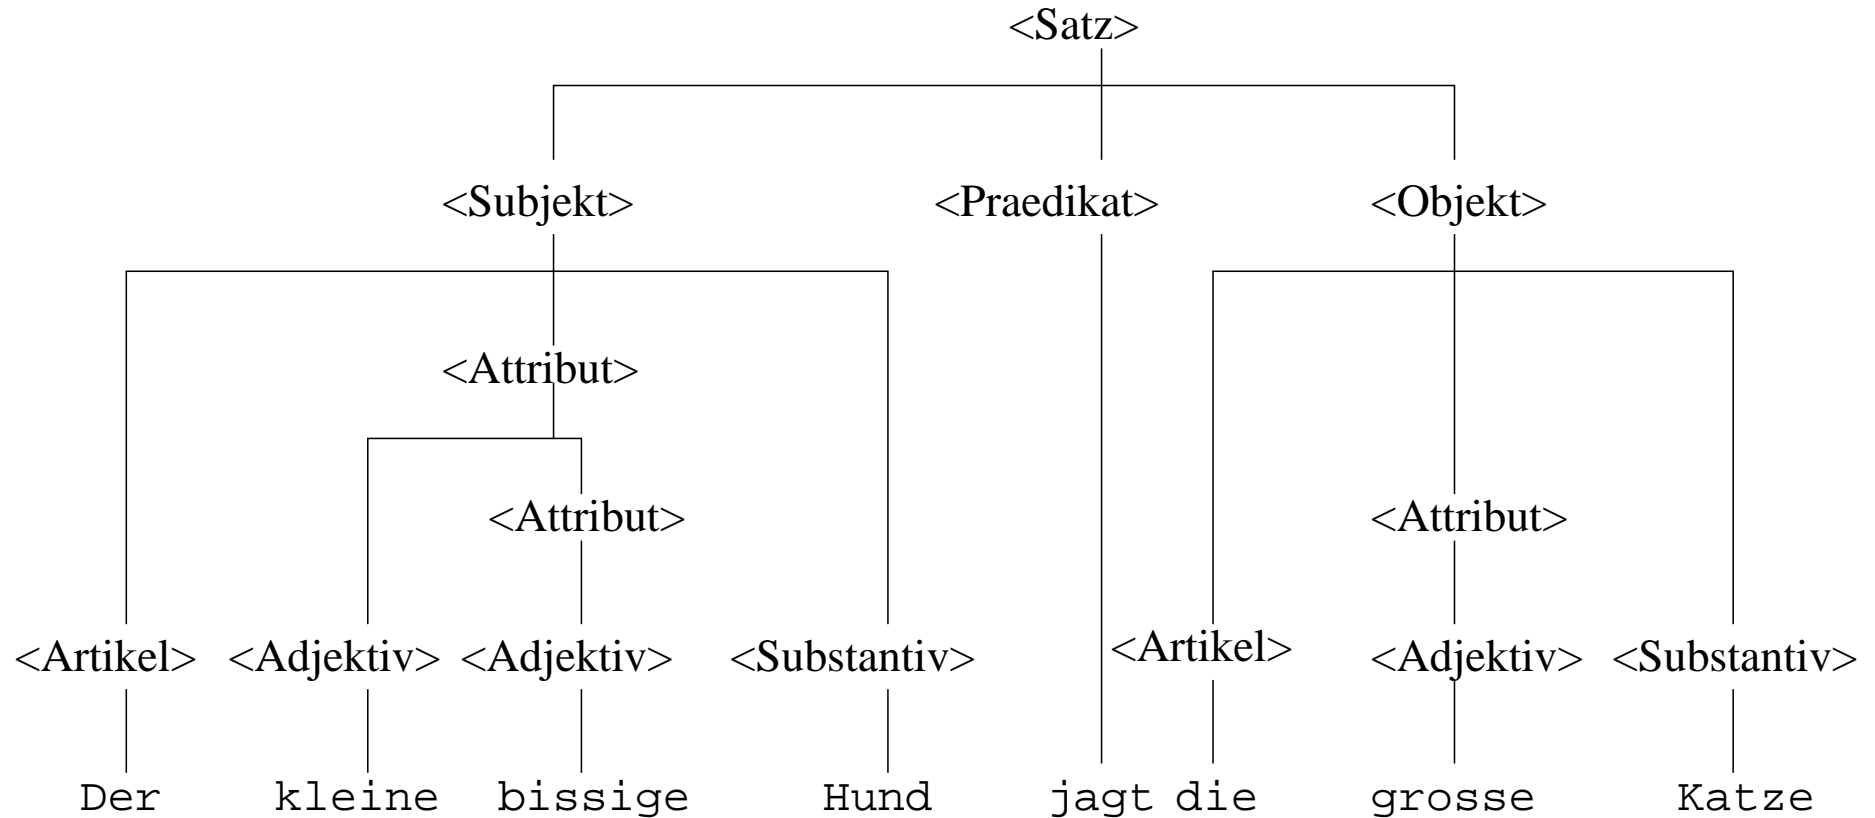 <Satz>
<Subjekt> <Praedikat> <Objekt>
<Attribut>
<Attribut> <Attribut>
<Artikel> <Adjektiv> <Adjektiv> <Substantiv> <Artikel> <Adjektiv> <Substantiv>
Der kleine bissige Hund jagt die grosse Katze